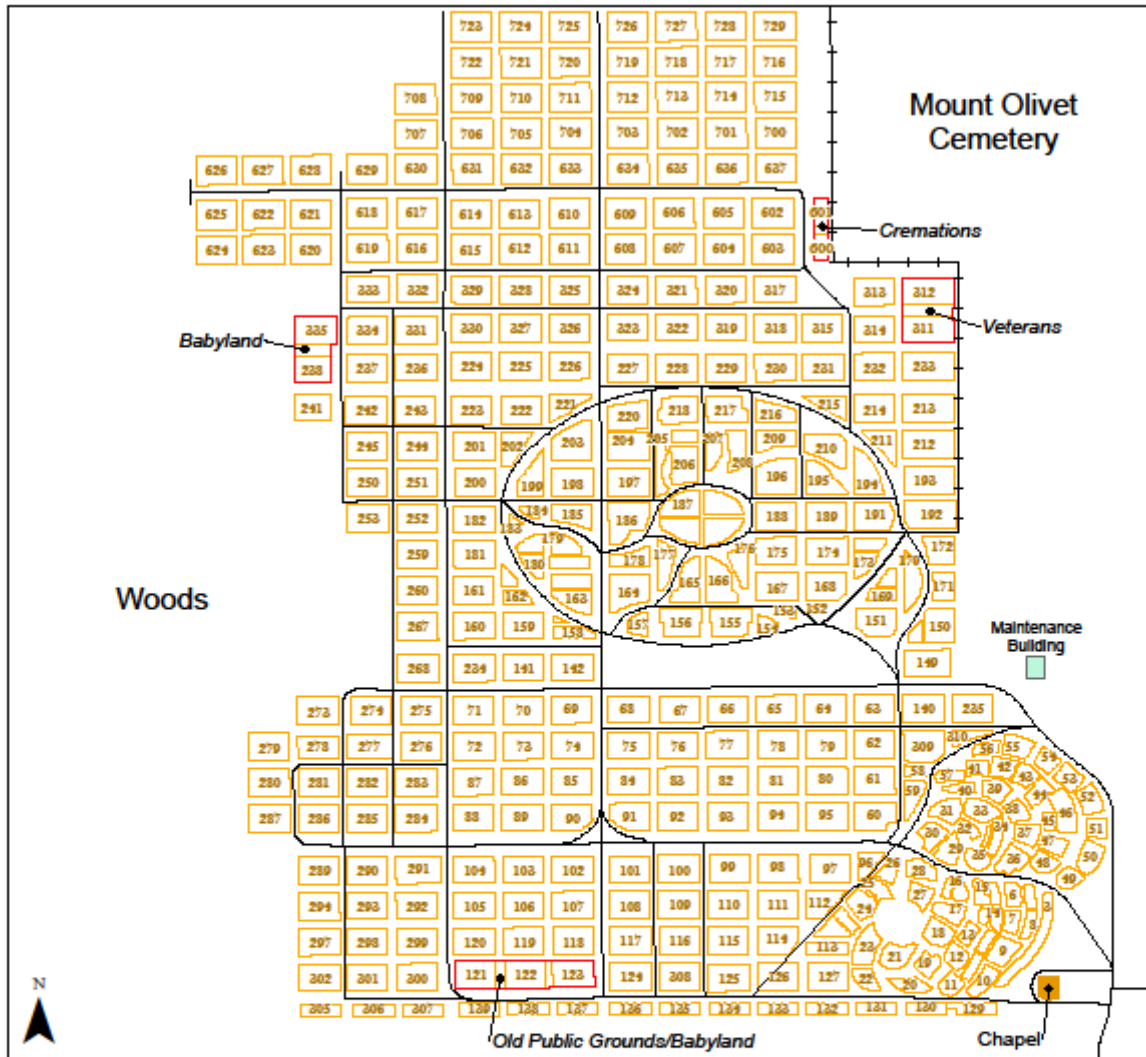 723 724 725 726 727 728 729
722 721 720 719 718 717 716
708 709 710 711 712 713 714 715
Mount Olivet
Cemetery
707 706 705 704 703 702 701 700
626 627 628 629 630 631 632 633 634 635 636 637
625 622 621 618 617 614 613 610 609 606 605 602 601
Cremations
624 623 620 619 616 615 612 611 608 607 604 603 600
333 332 329 328 325 324 321 320 317 313 312
335 334 331 330 327 326 323 322 319 318 315 314 311
Veterans
Babyland
238 237 236 224 225 226 227 228 229 230 231 232 233
241 242 243 223 222 221 220 218 217 216 215 214 213
245 244 201 202 203 204 205 207 209 210 211 212
206 208
250 251 200 199 198 197 196 195 194 193
253 252 182 183 184 185 186 187 188 189 191 192
259 181 179 180 178 177 176 175 174 173 170 172
Woods
260 161 162 163 164 165 166 167 168 169 171
267 160 159 158 157 156 155 154 153 152 151 150
Maintenance
Building
268 234 141 142 149
273 274 275 71 70 69 68 67 66 65 64 63 140 235
279 278 277 276 72 73 74 75 76 77 78 79 62 309 310 56 55 54
280 281 282 283 87 86 85 84 83 82 81 80 61 58 57 41 42 43 53
59 40 39 44 52
287 286 285 284 88 89 90 91 92 93 94 95 60 31 33 38 45 46
30 32 34 37 47 51
29 35 36 48 50
289 290 291 104 103 102 101 100 99 98 97 96 26 28 49
25 27 16 15 6
294 293 292 105 106 107 108 109 110 111 112 24 17 14 7 8 3
297 298 299 120 119 118 117 116 115 114 113 23 18 13 9
302 301 300 121 122 123 124 308 125 126 127 22 21 19 12
20 11 10
305 306 307 139 138 137 136 135 134 133 132 131 130 129
N
Old Public Grounds/Babyland
Chapel